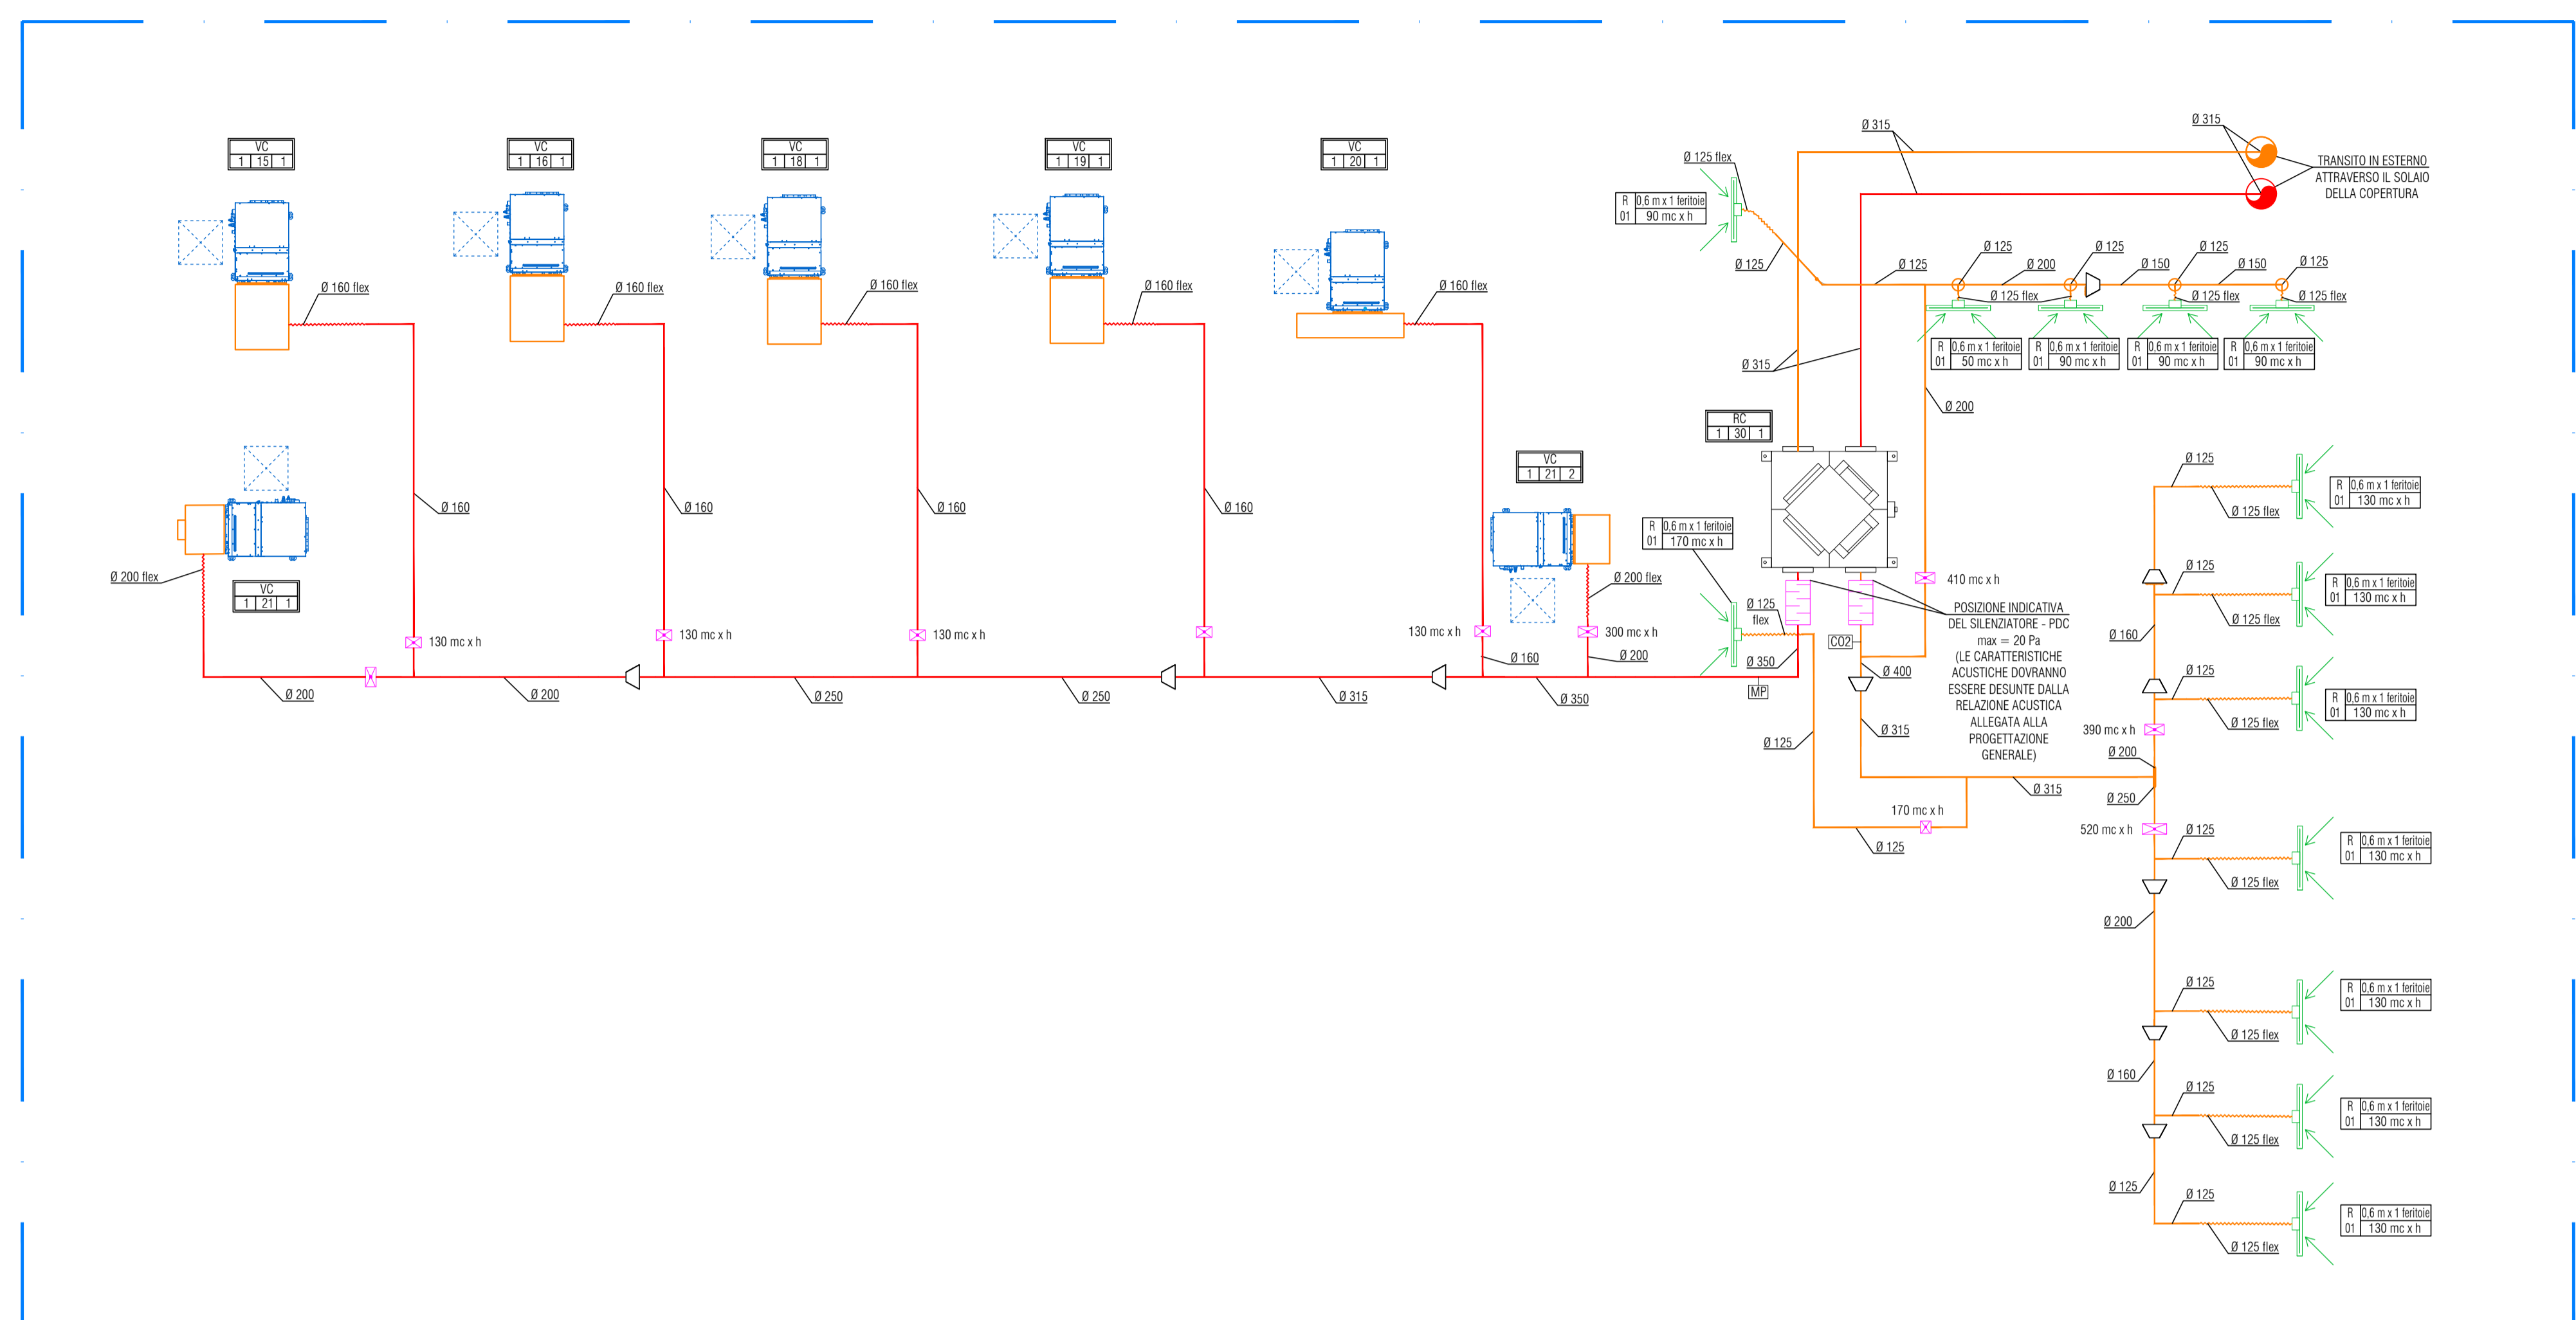 Ø 315
Ø 315
VC
1 15 1
VC
1 16 1
VC
1 18 1
VC
1 19 1
VC
1 20 1
Ø 125 flex
TRANSITO IN ESTERNO
ATTRAVERSO IL SOLAIO
DELLA COPERTURA
R 0,6 m x 1 feritoie
01 90 mc x h
Ø 125
Ø 125
Ø 125
Ø 125
Ø 125
Ø 125
Ø 200
Ø 150
Ø 150
Ø 160 flex
Ø 160 flex
Ø 160 flex
Ø 160 flex
Ø 160 flex
Ø 125 flex
Ø 125 flex
Ø 125 flex
R 0,6 m x 1 feritoie
01 50 mc x h
R 0,6 m x 1 feritoie
01 90 mc x h
R 0,6 m x 1 feritoie
01 90 mc x h
R 0,6 m x 1 feritoie
01 90 mc x h
Ø 315
Ø 200
RC
1 30 1
VC
1 21 2
Ø 160
Ø 160
Ø 160
Ø 160
R 0,6 m x 1 feritoie
01 170 mc x h
Ø 125
Ø 125 flex
R 0,6 m x 1 feritoie
01 130 mc x h
Ø 200 flex
VC
1 21 1
Ø 200 flex
410 mc x h
Ø 125
Ø 125 flex
R 0,6 m x 1 feritoie
01 130 mc x h
Ø 125
flex
POSIZIONE INDICATIVA
DEL SILENZIATORE - PDC
max = 20 Pa
(LE CARATTERISTICHE
ACUSTICHE DOVRANNO
ESSERE DESUNTE DALLA
RELAZIONE ACUSTICA
ALLEGATA ALLA
PROGETTAZIONE
GENERALE)
130 mc x h
130 mc x h
130 mc x h
130 mc x h
300 mc x h
CO2
Ø 160
Ø 160
Ø 200
Ø 350
Ø 400
MP
Ø 200
Ø 200
Ø 250
Ø 250
Ø 315
Ø 350
Ø 125
Ø 125 flex
R 0,6 m x 1 feritoie
01 130 mc x h
390 mc x h
Ø 315
Ø 125
Ø 200
Ø 315
Ø 250
170 mc x h
Ø 125
520 mc x h
Ø 125
Ø 125 flex
R 0,6 m x 1 feritoie
01 130 mc x h
Ø 200
Ø 125
Ø 125 flex
R 0,6 m x 1 feritoie
01 130 mc x h
Ø 160
Ø 125
Ø 125 flex
R 0,6 m x 1 feritoie
01 130 mc x h
Ø 125
Ø 125
Ø 125 flex
R 0,6 m x 1 feritoie
01 130 mc x h